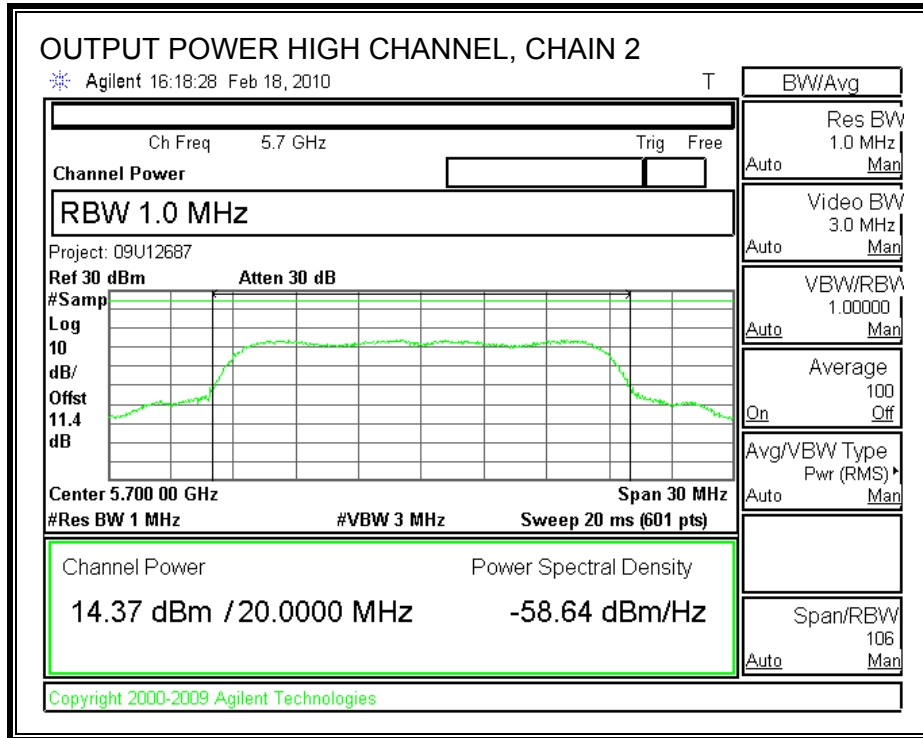 OUTPUT POWER HIGH CHANNEL, CHAIN 2
Agilent 16:18:28 Feb 18, 2010 T
Ch Freq 5.7 GHz Trig Free
Channel Power
RBW 1.0 MHz
Project: 09U12687
Ref 30 dBm Atten 30 dB
#Samp
Log
10
dB/
Offst
11.4
dB
Center 5.700 00 GHz Span 30 MHz
#Res BW 1 MHz #VBW 3 MHz Sweep 20 ms (601 pts)
Channel Power Power Spectral Density
14.37 dBm / 20.0000 MHz -58.64 dBm/Hz
Copyright 2000-2009 Agilent Technologies
BW/Avg
Res BW
1.0 MHz
Auto Man
Video BW
3.0 MHz
Auto Man
VBW/RBW
1.00000
Auto Man
Average
100
On Off
Avg/VBW Type
Pwr (RMS)
Auto Man
Span/RBW
106
Auto Man